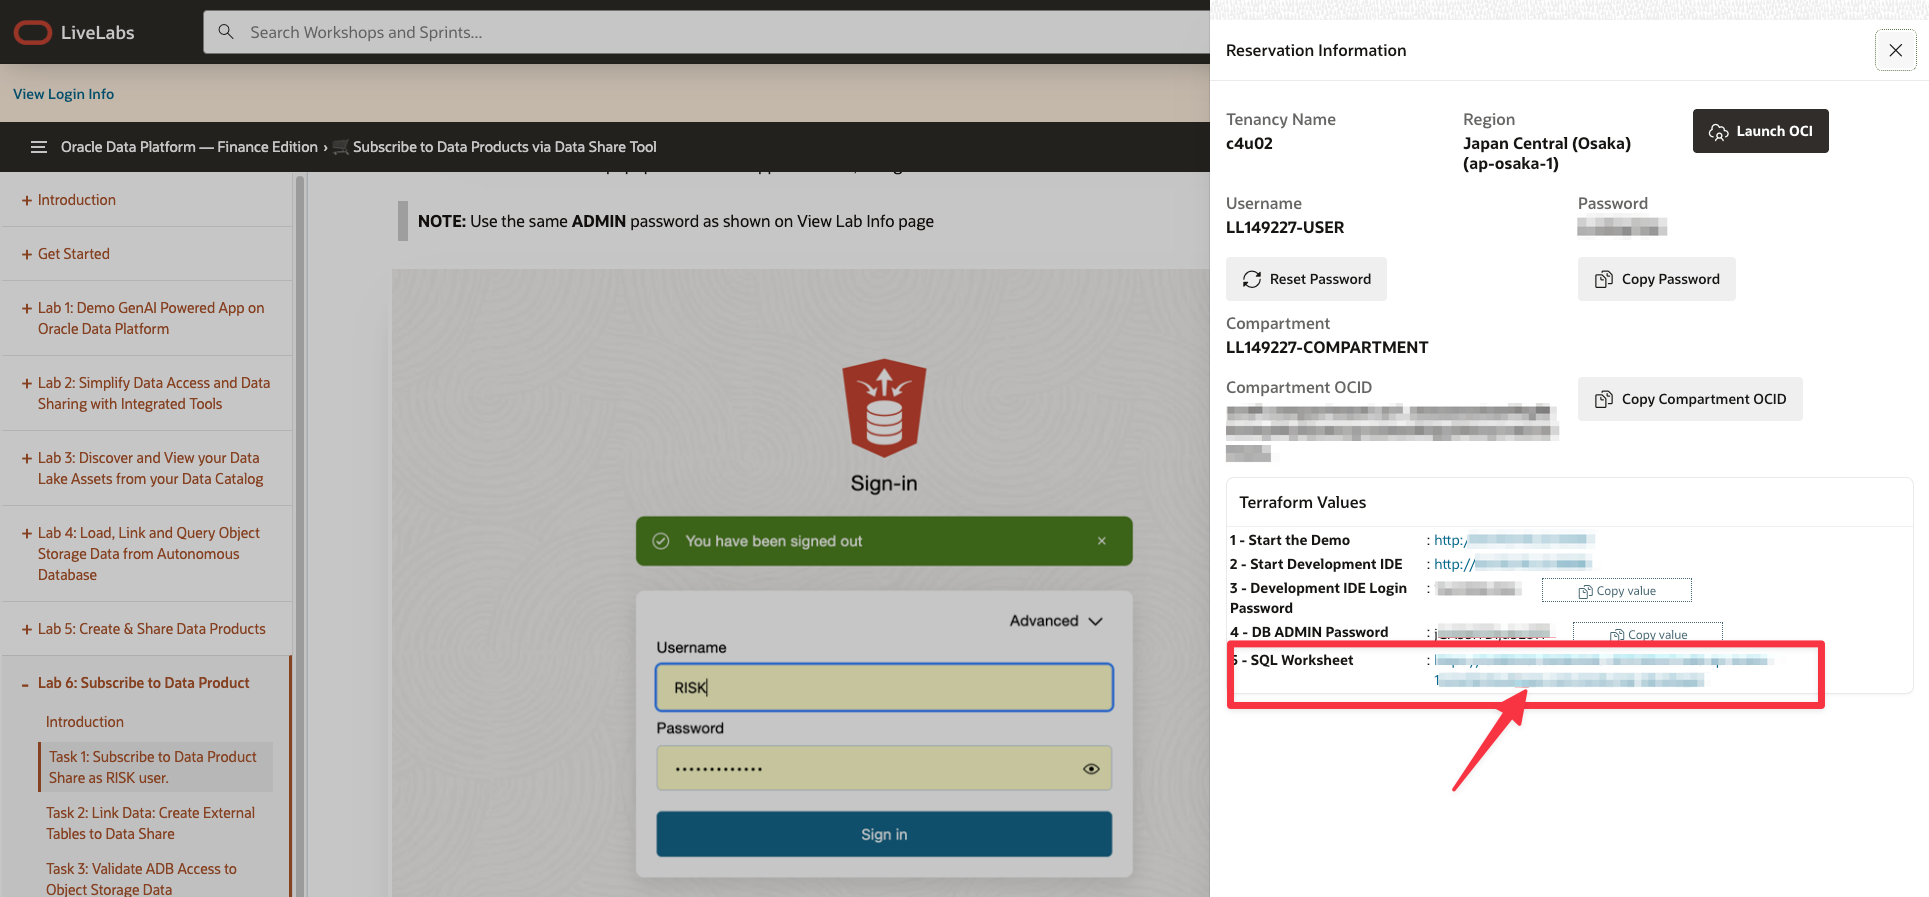 LiveLabs
Search Workshops and Sprints...
View Login Info
Oracle Data Platform — Finance Edition › 🛒 Subscribe to Data Products via Data Share Tool
+ Introduction
+ Get Started
+ Lab 1: Demo GenAI Powered App on
Oracle Data Platform
+ Lab 2: Simplify Data Access and Data
Sharing with Integrated Tools
+ Lab 3: Discover and View your Data
Lake Assets from your Data Catalog
+ Lab 4: Load, Link and Query Object
Storage Data from Autonomous
Database
+ Lab 5: Create & Share Data Products
- Lab 6: Subscribe to Data Product
Introduction
Task 1: Subscribe to Data Product
Share as RISK user.
Task 2: Link Data: Create External
Tables to Data Share
Task 3: Validate ADB Access to
Object Storage Data
NOTE: Use the same ADMIN password as shown on View Lab Info page
Sign-in
You have been signed out
Advanced
Username
RISK
Password
•••••••••••••
Sign in
Reservation Information
Tenancy Name
c4u02
Region
Japan Central (Osaka)
(ap-osaka-1)
Launch OCI
Username
LL149227-USER
Password
Reset Password
Copy Password
Compartment
LL149227-COMPARTMENT
Compartment OCID
Copy Compartment OCID
Terraform Values
1 - Start the Demo : http:/
2 - Start Development IDE : http://
3 - Development IDE Login : Copy value
Password
4 - DB ADMIN Password : Copy value
5 - SQL Worksheet :